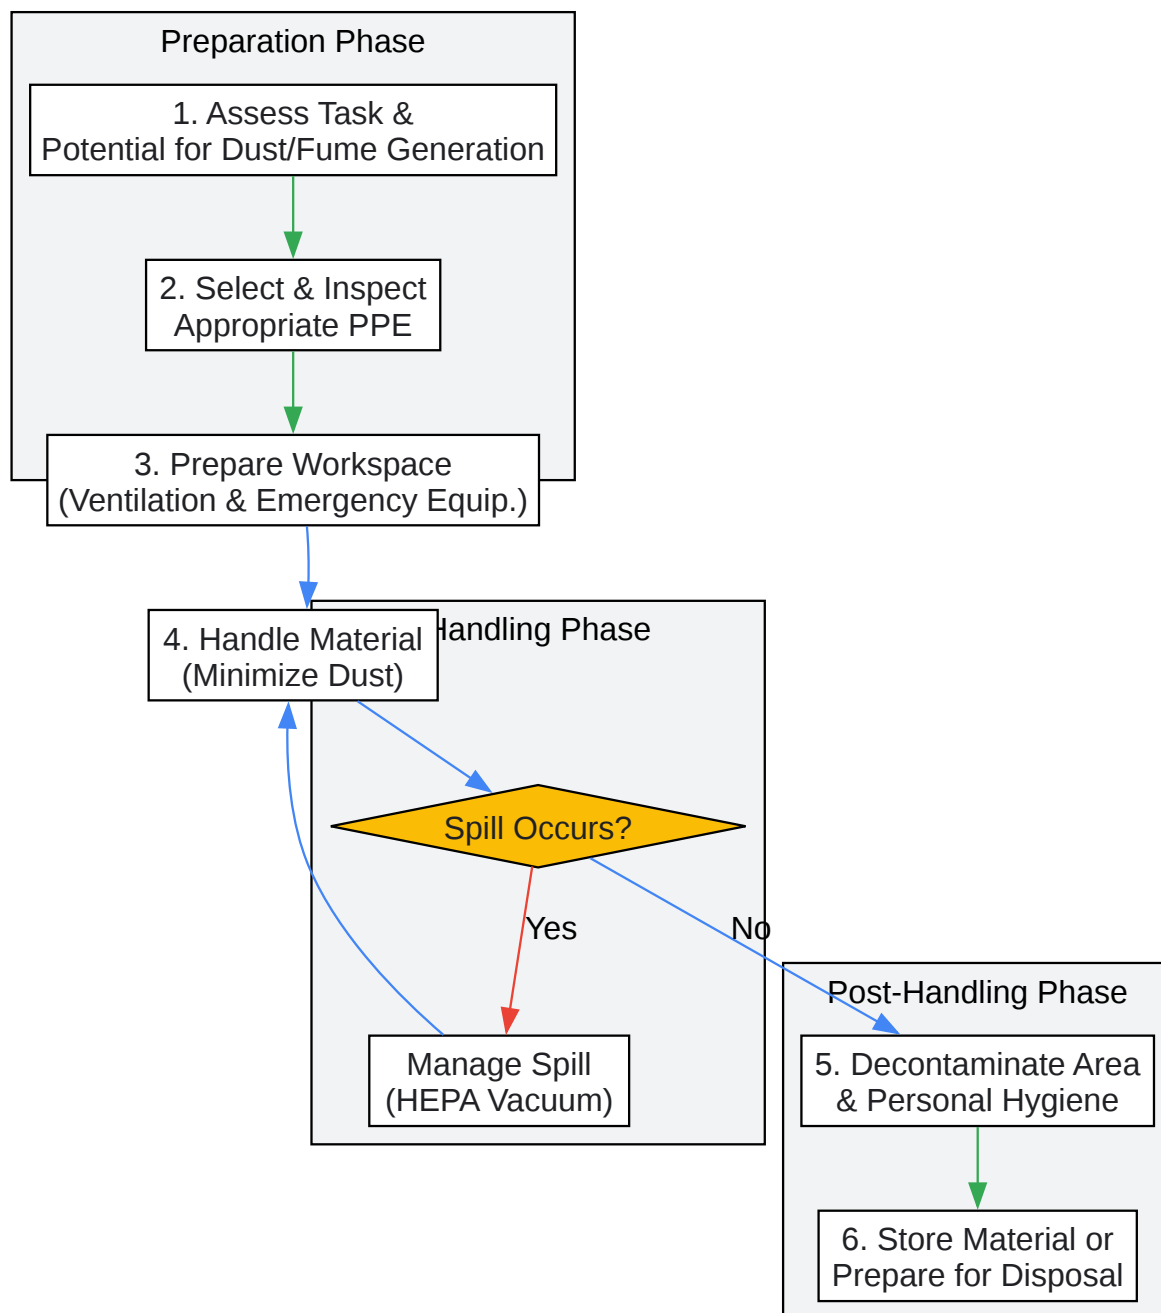 Preparation Phase
1. Assess Task &
Potential for Dust/Fume Generation
2. Select & Inspect
Appropriate PPE
3. Prepare Workspace
(Ventilation & Emergency Equip.)
Handling Phase
4. Handle Material
(Minimize Dust)
Spill Occurs?
Yes
No
Manage Spill
(HEPA Vacuum)
Post-Handling Phase
5. Decontaminate Area
& Personal Hygiene
6. Store Material or
Prepare for Disposal